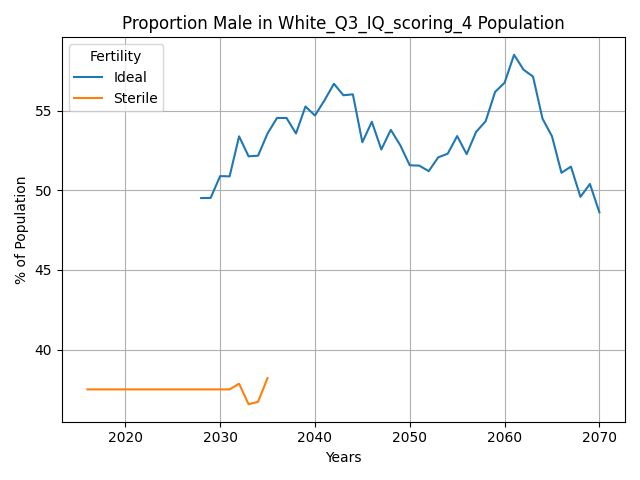 Proportion Male in White_Q3_IQ_scoring_4 Population
Fertility
Ideal
Sterile
% of Population
55
50
45
40
2020 2030 2040 2050 2060 2070
Years